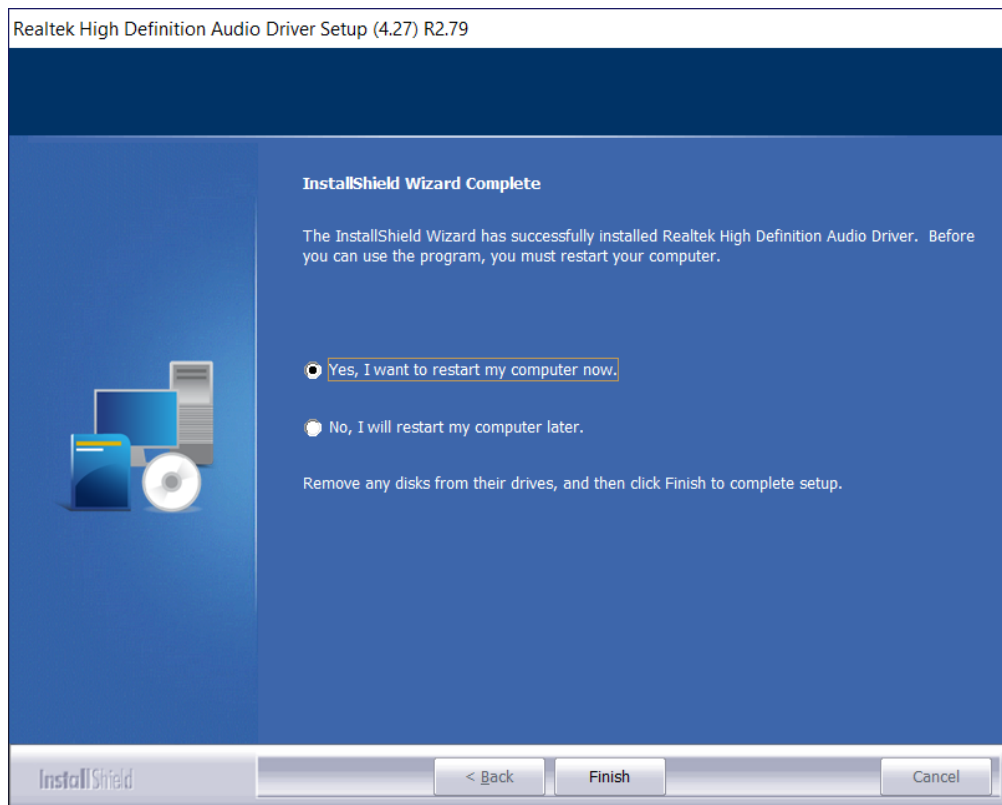 Realtek High Definition Audio Driver Setup (4.27) R2.79
InstallShield Wizard Complete
The InstallShield Wizard has successfully installed Realtek High Definition Audio Driver.  Before
you can use the program, you must restart your computer.
Yes, I want to restart my computer now.
No, I will restart my computer later.
Remove any disks from their drives, and then click Finish to complete setup.
InstallShield
< Back
Finish
Cancel